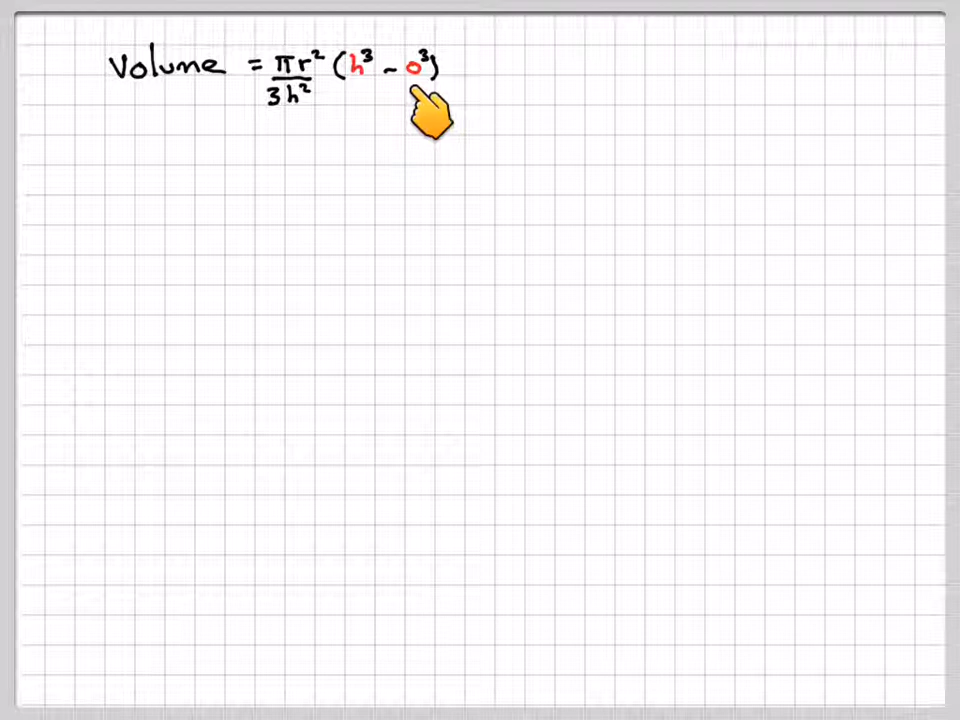 Volume = πr² / 3h² (h³ - 0³)